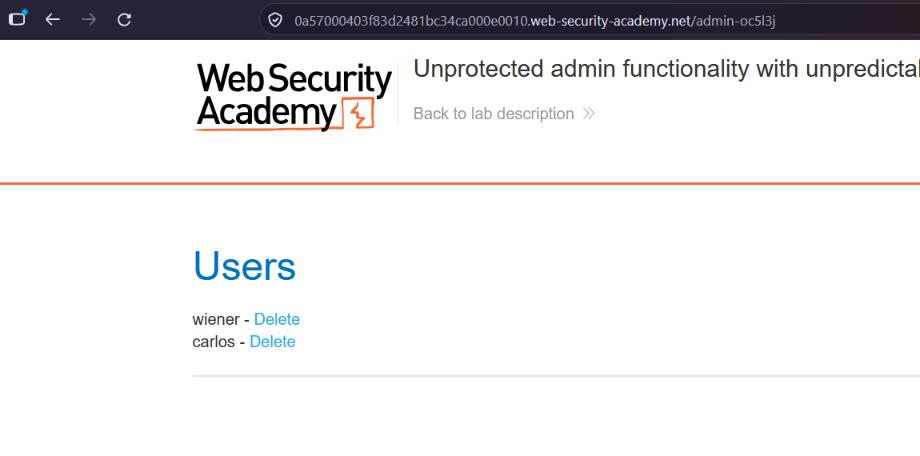 0a57000403f83d2481bc34ca000e0010.web-security-academy.net/admin-oc5l3j
Web Security
Academy
Unprotected admin functionality with
Back to lab description
Users
wiener - Delete
carlos - Delete